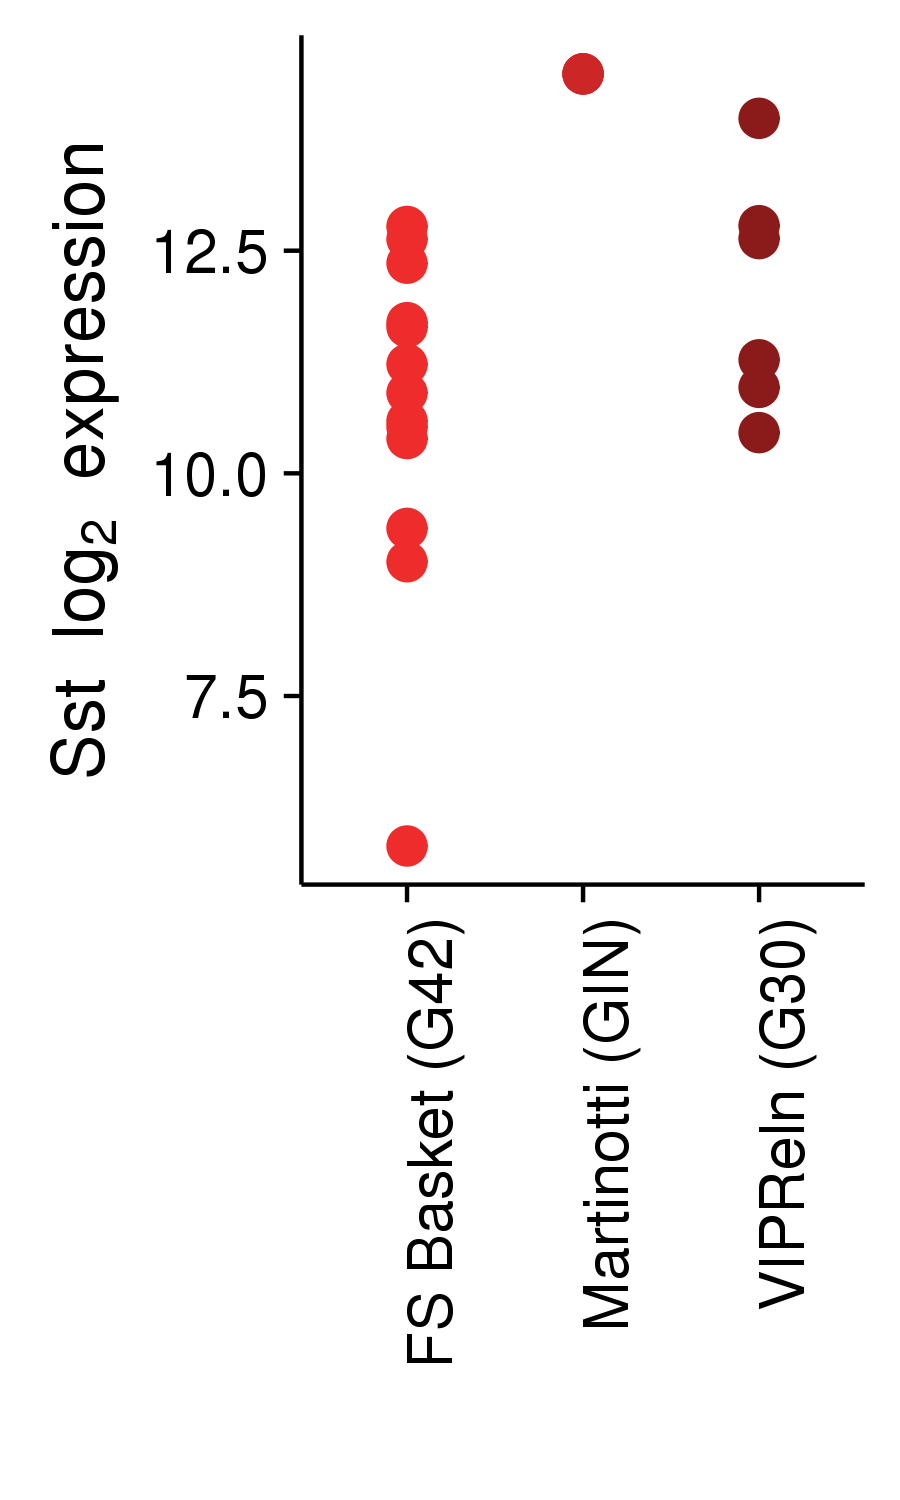 Sst log₂ expression
12.5
10.0
7.5
FS Basket (G42)
Martinotti (GIN)
VIPReln (G30)